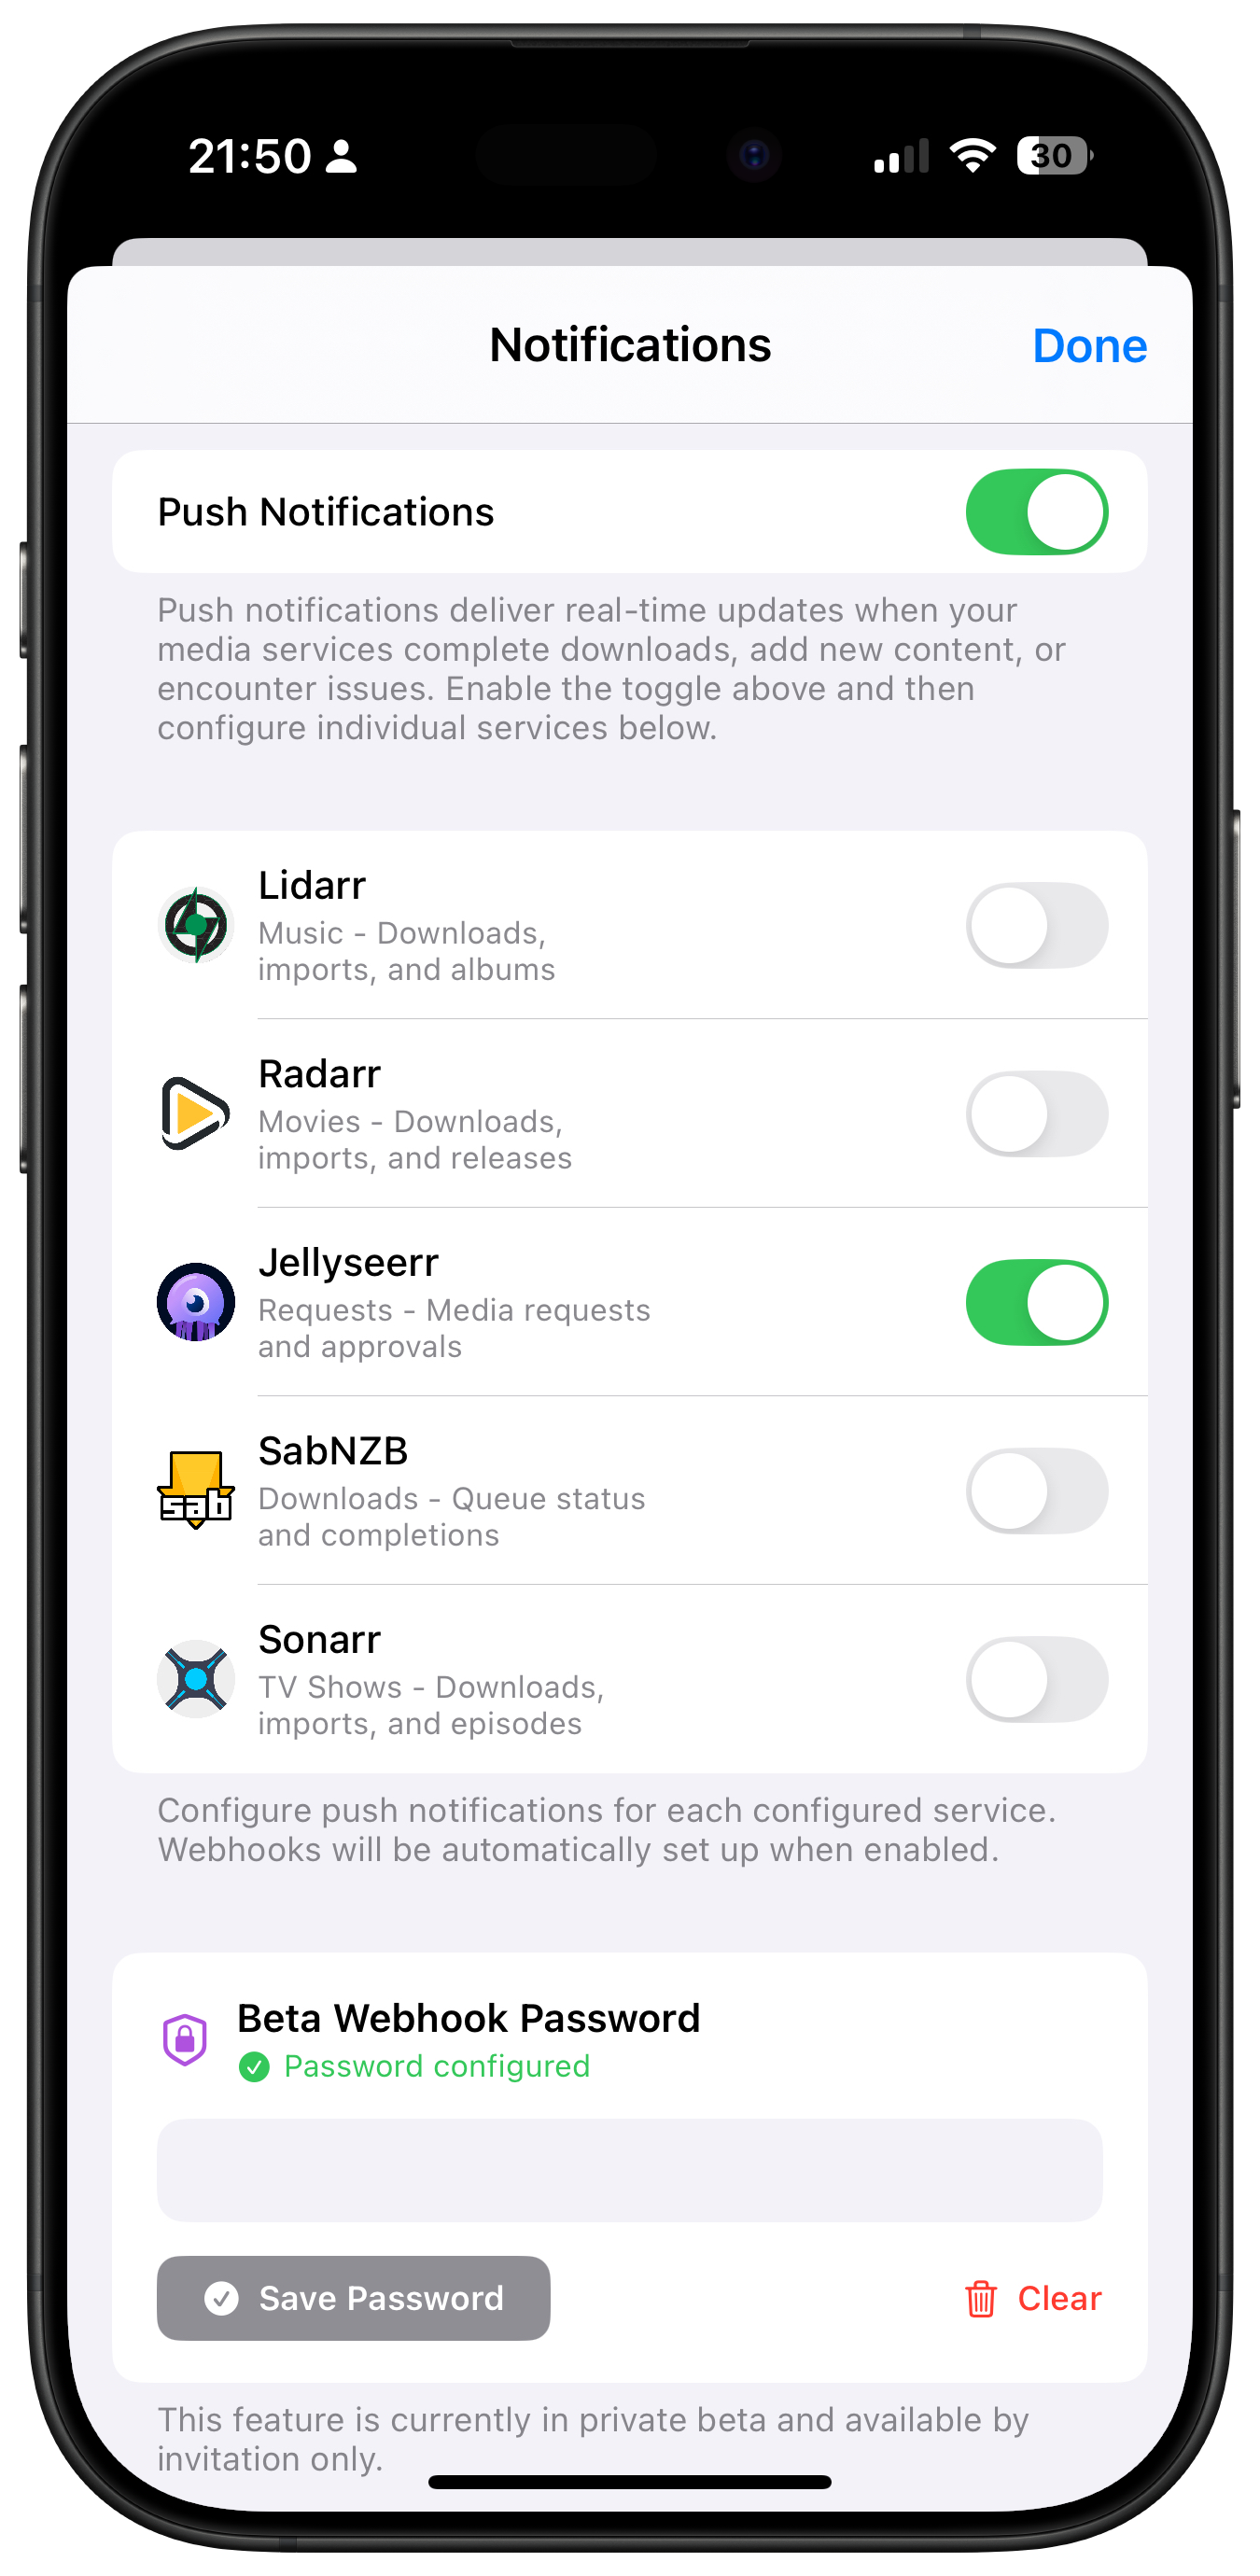 21:50
30
Notifications
Done
Push Notifications
Push notifications deliver real-time updates when your
media services complete downloads, add new content, or
encounter issues. Enable the toggle above and then
configure individual services below.
Lidarr
Music - Downloads,
imports, and albums
Radarr
Movies - Downloads,
imports, and releases
Jellyseerr
Requests - Media requests
and approvals
sab
SabNZB
Downloads - Queue status
and completions
Sonarr
TV Shows - Downloads,
imports, and episodes
Configure push notifications for each configured service.
Webhooks will be automatically set up when enabled.
Beta Webhook Password
Password configured
Save Password
Clear
This feature is currently in private beta and available by
invitation only.